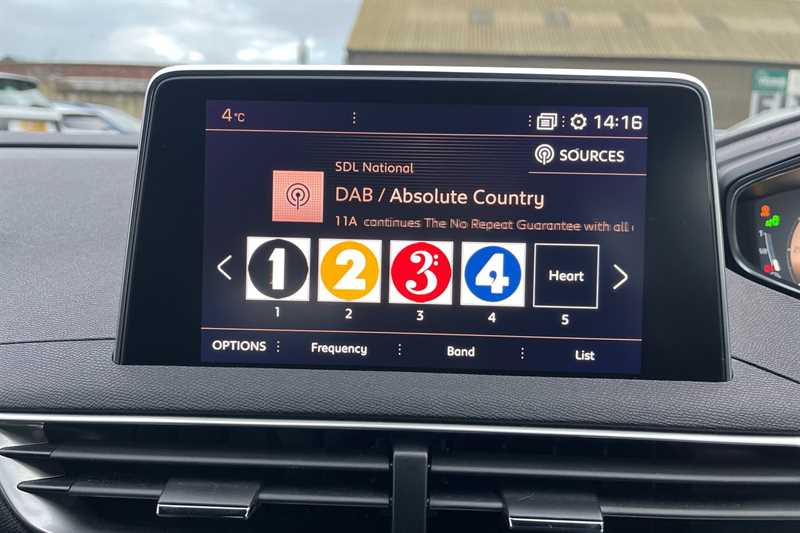 4°C
14:16
SOURCES
SDL National
DAB / Absolute Country
11A continues The No Repeat Guarantee with all
1 2 3: 4 Heart
1 2 3 4 5
OPTIONS Frequency Band List